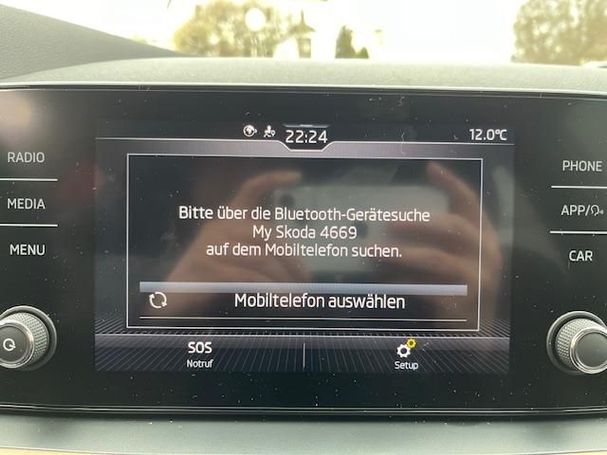 22:24
12.0°C
RADIO
MEDIA
MENU
PHONE
APP/
CAR
Bitte über die Bluetooth-Gerätesuche
My Skoda 4669
auf dem Mobiltelefon suchen.
Mobiltelefon auswählen
SOS
Notruf
Setup